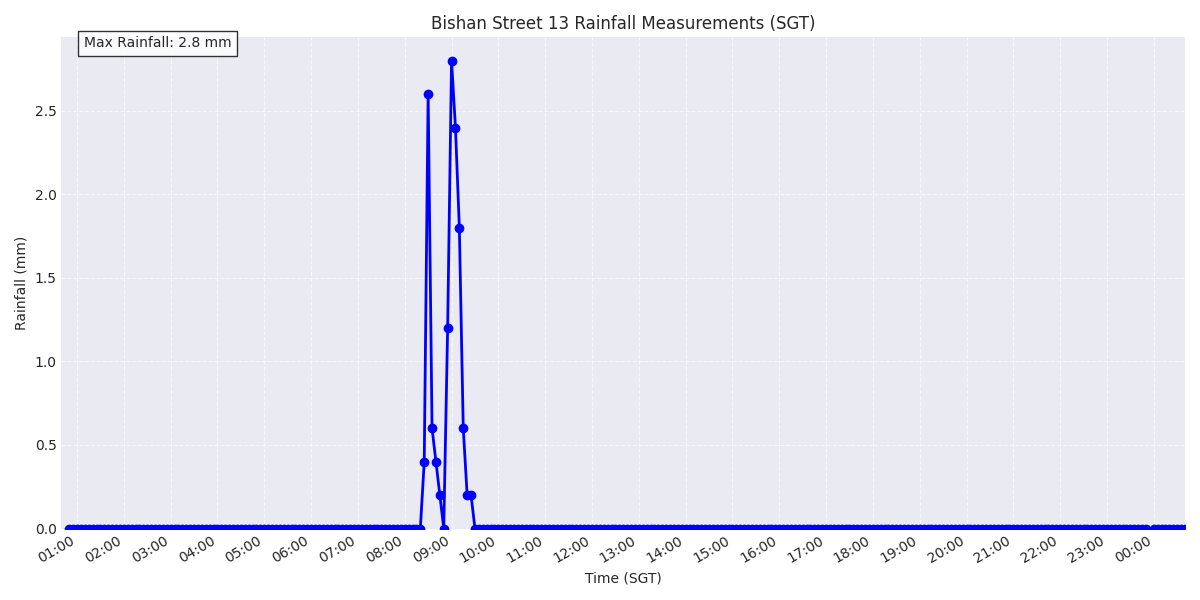 Bishan Street 13 Rainfall Measurements (SGT)
Max Rainfall: 2.8 mm
Rainfall (mm)
2.5
2.0
1.5
1.0
0.5
0.0
01:00 02:00 03:00 04:00 05:00 06:00 07:00 08:00 09:00 10:00 11:00 12:00 13:00 14:00 15:00 16:00 17:00 18:00 19:00 20:00 21:00 22:00 23:00 00:00
Time (SGT)